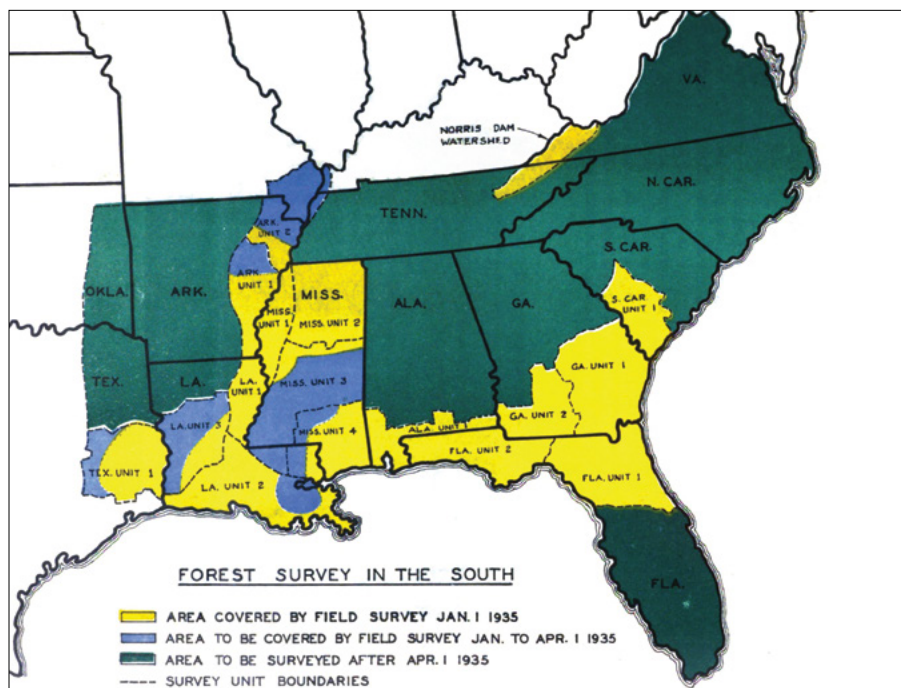 VA.
NORRIS DAM
WATERSHED
N. CAR.
TENN.
ARK.
UNIT 2
S. CAR.
ARK.
UNIT 1
OKLA.
ARK.
MISS.
ALA.
GA.
S. CAR.
UNIT 1
MISS.
UNIT 1
MISS. UNIT 2
TEX.
LA.
LA.
UNIT 1
MISS. UNIT 3
GA. UNIT 1
GA. UNIT 2
LA. UNIT 3
MISS. UNIT 4
ALA. UNIT 1
FLA. UNIT 2
TEX. UNIT 1
LA. UNIT 2
FLA. UNIT 1
FLA.
FOREST SURVEY IN THE SOUTH
AREA COVERED BY FIELD SURVEY JAN. 1 1935
AREA TO BE COVERED BY FIELD SURVEY JAN. TO APR. 1 1935
AREA TO BE SURVEYED AFTER APR. 1 1935
SURVEY UNIT BOUNDARIES